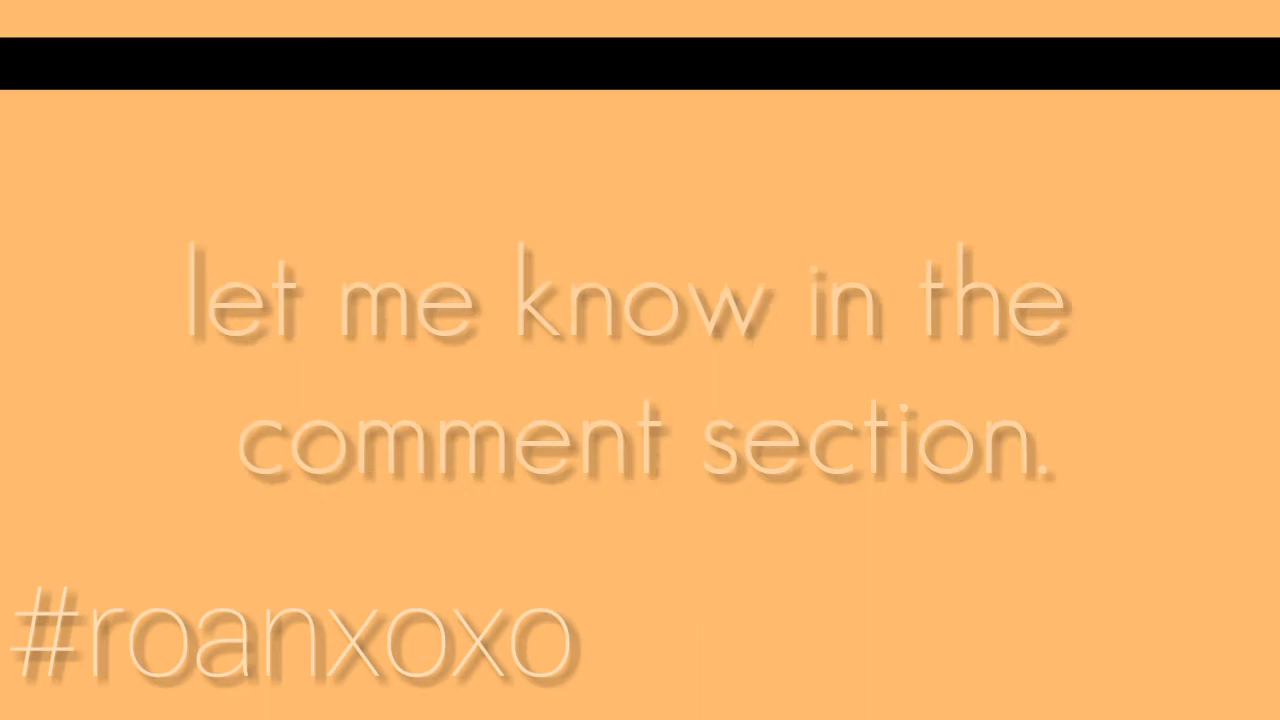 let me know in the
comment section.
#roanxoxo